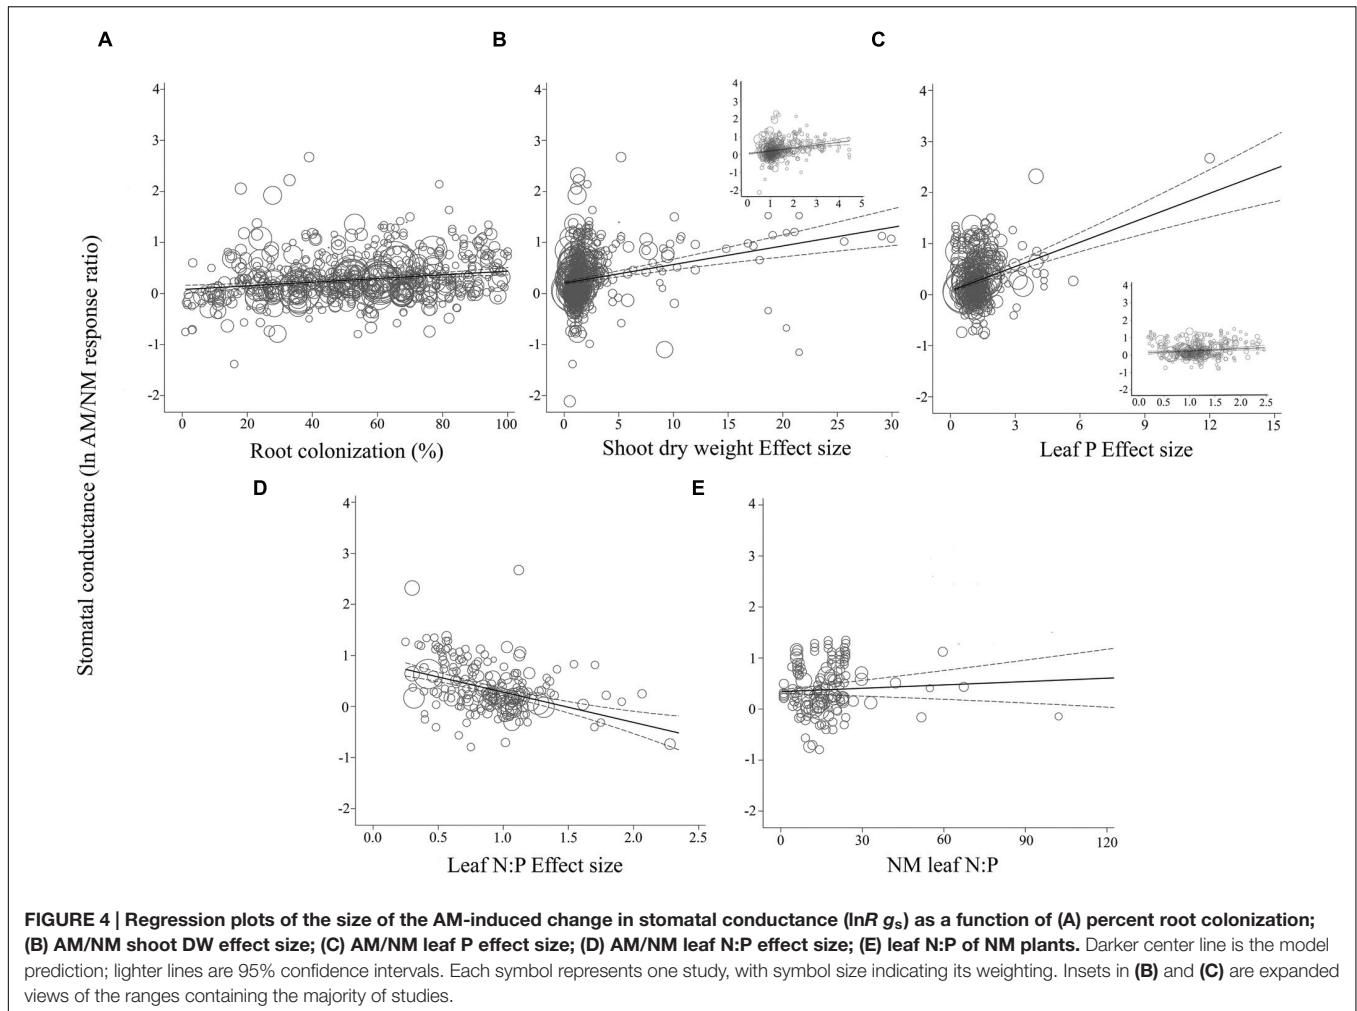 A
B
C
4
3
2
1
0
-1
-2
0 20 40 60 80 100
Root colonization (%)
4
3
2
1
0
-1
-2
0 5 10 15 20 25 30
Shoot dry weight Effect size
4
3
2
1
0
-1
-2
0 1 2 3 4 5
4
3
2
1
0
-1
-2
0 3 6 9 12 15
Leaf P Effect size
4
3
2
1
0
-1
-2
0.0 0.5 1.0 1.5 2.0 2.5
Stomatal conductance (ln AM/NM response ratio)
D
E
4
3
2
1
0
-1
-2
0.0 0.5 1.0 1.5 2.0 2.5
Leaf N:P Effect size
4
3
2
1
0
-1
-2
0 30 60 90 120
NM leaf N:P
FIGURE 4 | Regression plots of the size of the AM-induced change in stomatal conductance (lnR gs) as a function of (A) percent root colonization;
(B) AM/NM shoot DW effect size; (C) AM/NM leaf P effect size; (D) AM/NM leaf N:P effect size; (E) leaf N:P of NM plants. Darker center line is the model
prediction; lighter lines are 95% confidence intervals. Each symbol represents one study, with symbol size indicating its weighting. Insets in (B) and (C) are expanded
views of the ranges containing the majority of studies.